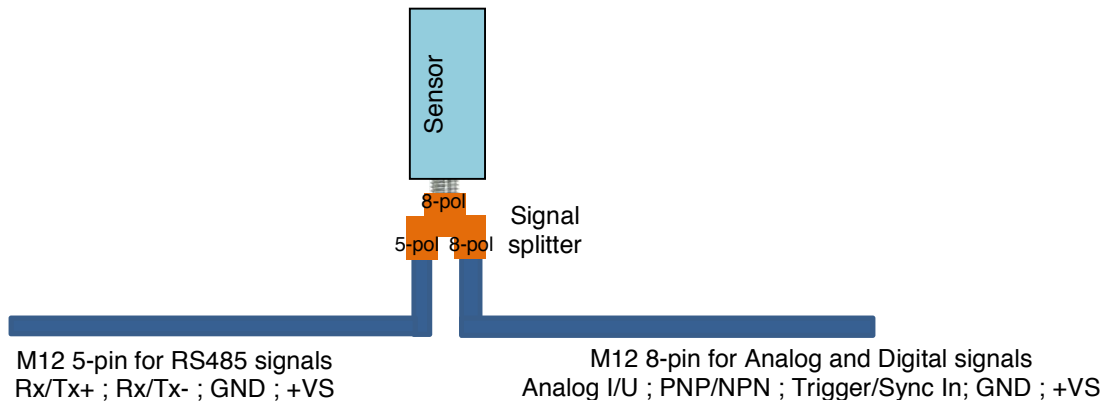 Sensor
8-pol
Signal
splitter
5-pol 8-pol
M12 5-pin for RS485 signals
Rx/Tx+ ; Rx/Tx- ; GND ; +VS
M12 8-pin for Analog and Digital signals
Analog I/U ; PNP/NPN ; Trigger/Sync In; GND ; +VS